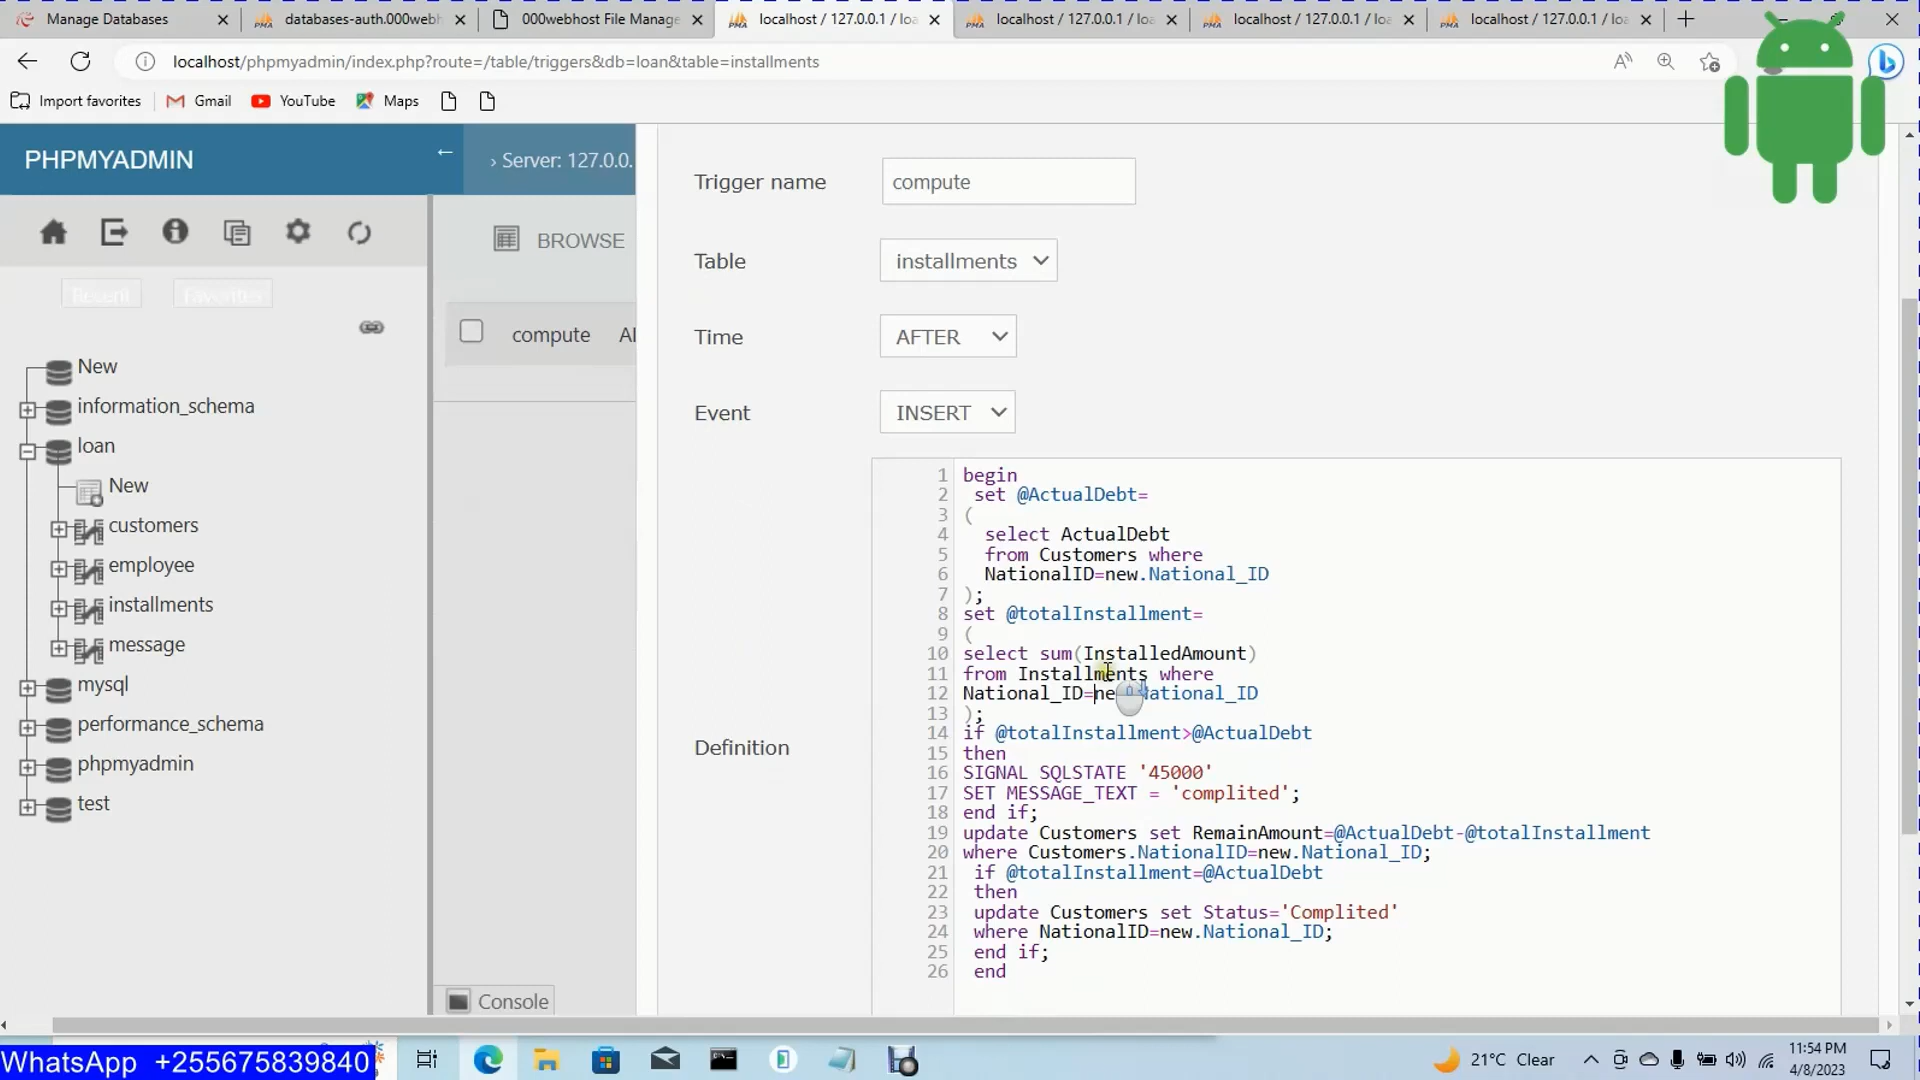 Manage Databases
databases-auth.000webh
000webhost File Manage
localhost / 127.0.0.1 / loa
localhost / 127.0.0.1 / loa
localhost / 127.0.0.1 / loa
localhost / 127.0.0.1 / loa
localhost/phpmyadmin/index.php?route=/table/triggers&db=loan&table=installments
Import favorites
Gmail
YouTube
Maps
PHPMYADMIN
Recent
Favorites
New
information_schema
loan
New
customers
employee
installments
message
mysql
performance_schema
phpmyadmin
test
› Server: 127.0.0.
BROWSE
compute
Console
Trigger name
compute
Table
installments
Time
AFTER
Event
INSERT
Definition
1 begin
2 set @ActualDebt=
3 (
4 select ActualDebt
5 from Customers where
6 NationalID=new.National_ID
7 );
8 set @totalInstallment=
9 (
10 select sum(InstalledAmount)
11 from Installments where
12 National_ID=ne National_ID
13 );
14 if @totalInstallment>@ActualDebt
15 then
16 SIGNAL SQLSTATE '45000'
17 SET MESSAGE_TEXT = 'complited';
18 end if;
19 update Customers set RemainAmount=@ActualDebt-@totalInstallment
20 where Customers.NationalID=new.National_ID;
21 if @totalInstallment=@ActualDebt
22 then
23 update Customers set Status='Complited'
24 where NationalID=new.National_ID;
25 end if;
26 end
WhatsApp +255675839840
21°C Clear
11:54 PM
4/8/2023